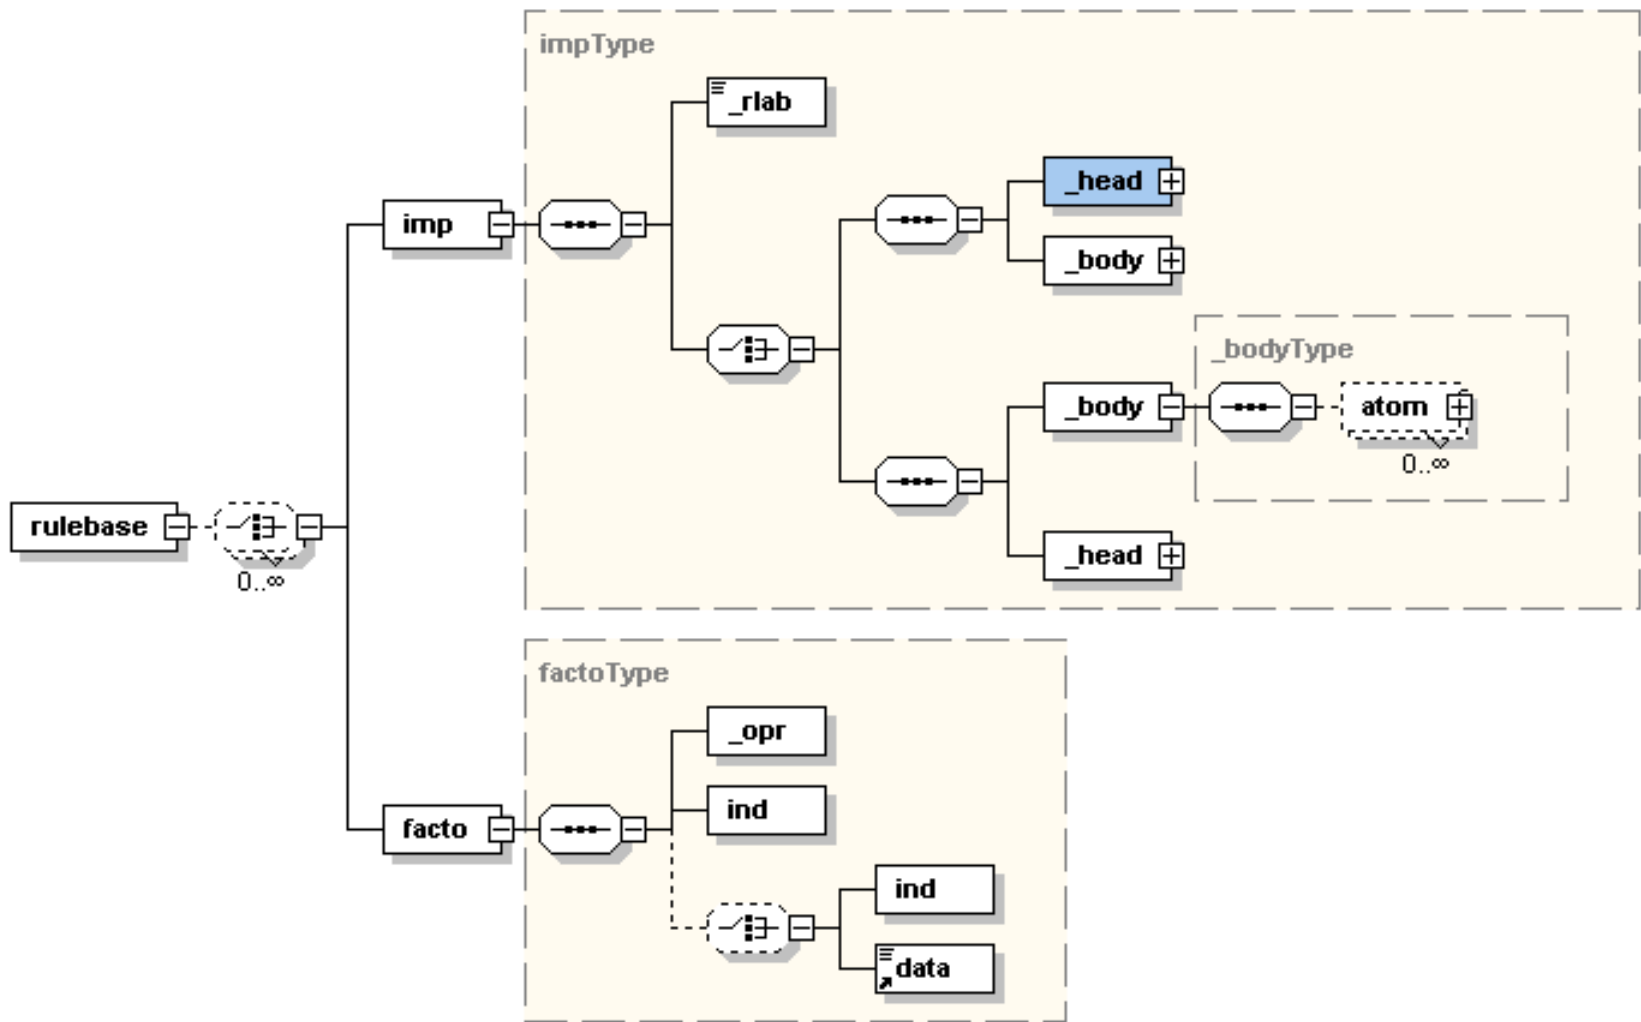 impType
_rlab
_head
imp
_body
_bodyType
_body
atom
0..∞
rulebase
0..∞
_head
factoType
_opr
ind
facto
ind
data